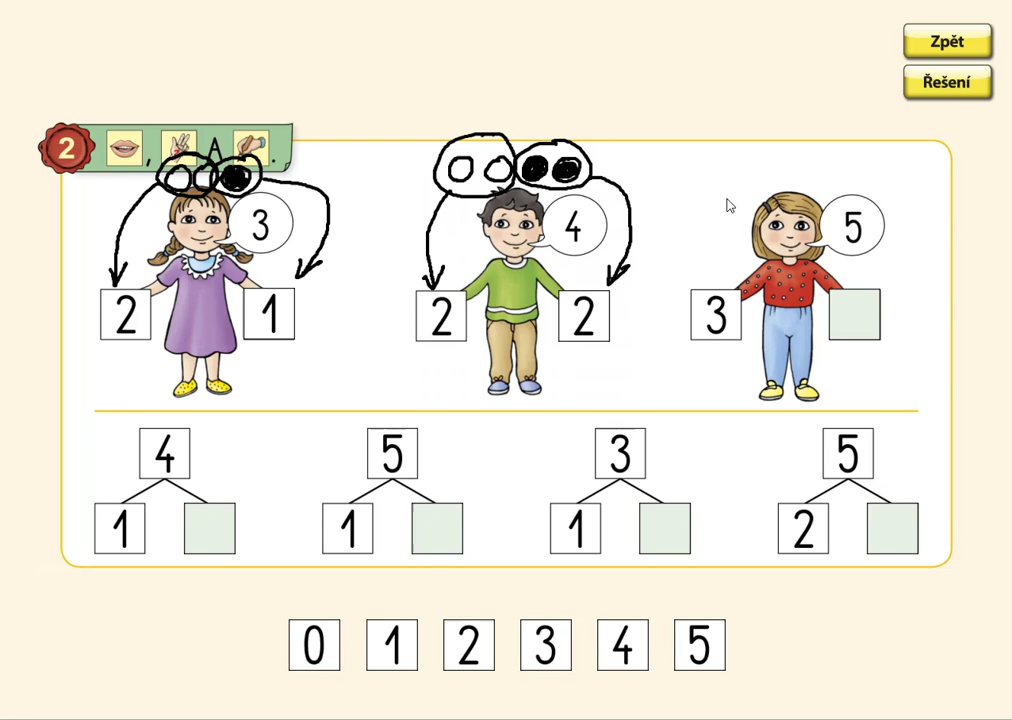 Zpět
Řešení
2 , A .
3 4 5
2 1 2 2 3
4 5 3 5
1 1 1 2
0 1 2 3 4 5